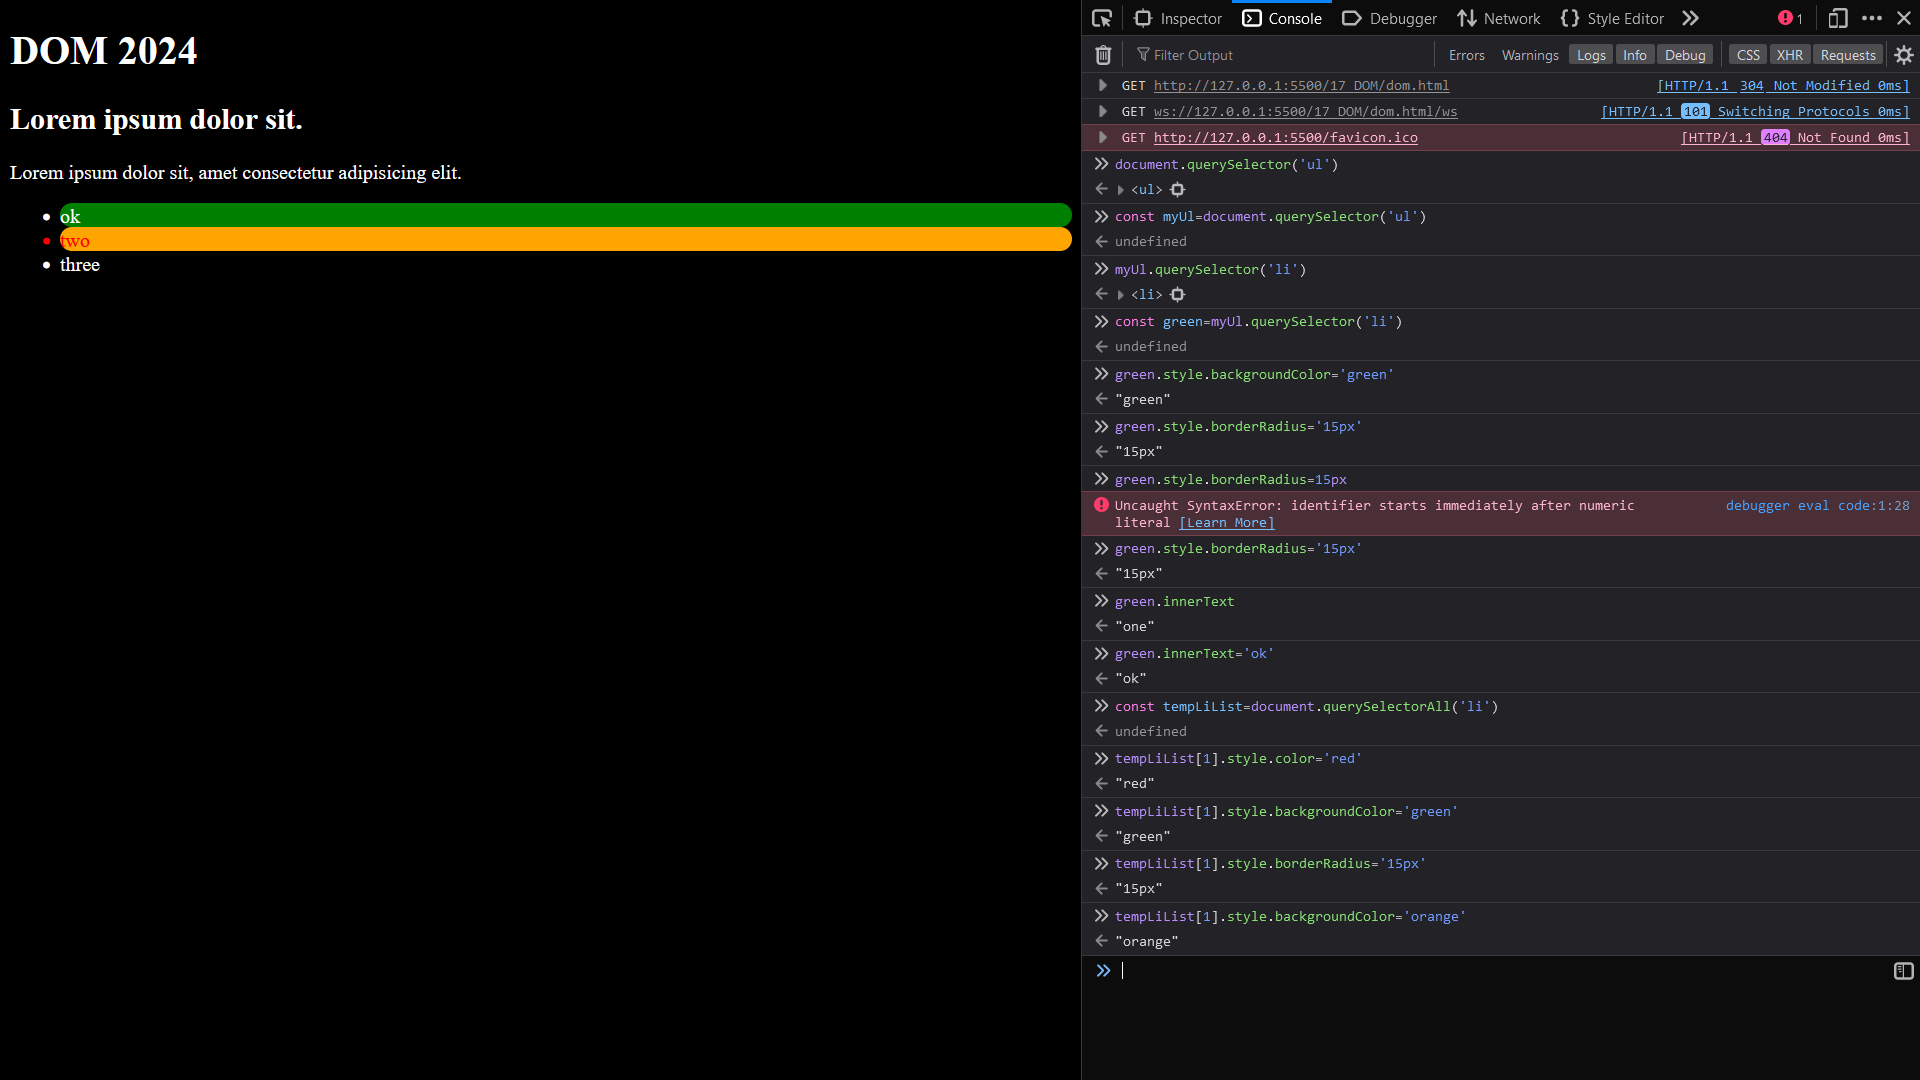 DOM 2024
Lorem ipsum dolor sit.
Lorem ipsum dolor sit, amet consectetur adipisicing elit.
ok
two
three
Inspector Console Debugger Network Style Editor 1
Filter Output Errors Warnings Logs Info Debug CSS XHR Requests
GET http://127.0.0.1:5500/17_DOM/dom.html [HTTP/1.1 304 Not Modified 0ms]
GET ws://127.0.0.1:5500/17_DOM/dom.html/ws [HTTP/1.1 101 Switching Protocols 0ms]
GET http://127.0.0.1:5500/favicon.ico [HTTP/1.1 404 Not Found 0ms]
document.querySelector('ul')
<ul>
const myUl=document.querySelector('ul')
undefined
myUl.querySelector('li')
<li>
const green=myUl.querySelector('li')
undefined
green.style.backgroundColor='green'
"green"
green.style.borderRadius='15px'
"15px"
green.style.borderRadius=15px
Uncaught SyntaxError: identifier starts immediately after numeric debugger eval code:1:28
literal [Learn More]
green.style.borderRadius='15px'
"15px"
green.innerText
"one"
green.innerText='ok'
"ok"
const tempLiList=document.querySelectorAll('li')
undefined
tempLiList[1].style.color='red'
"red"
tempLiList[1].style.backgroundColor='green'
"green"
tempLiList[1].style.borderRadius='15px'
"15px"
tempLiList[1].style.backgroundColor='orange'
"orange"